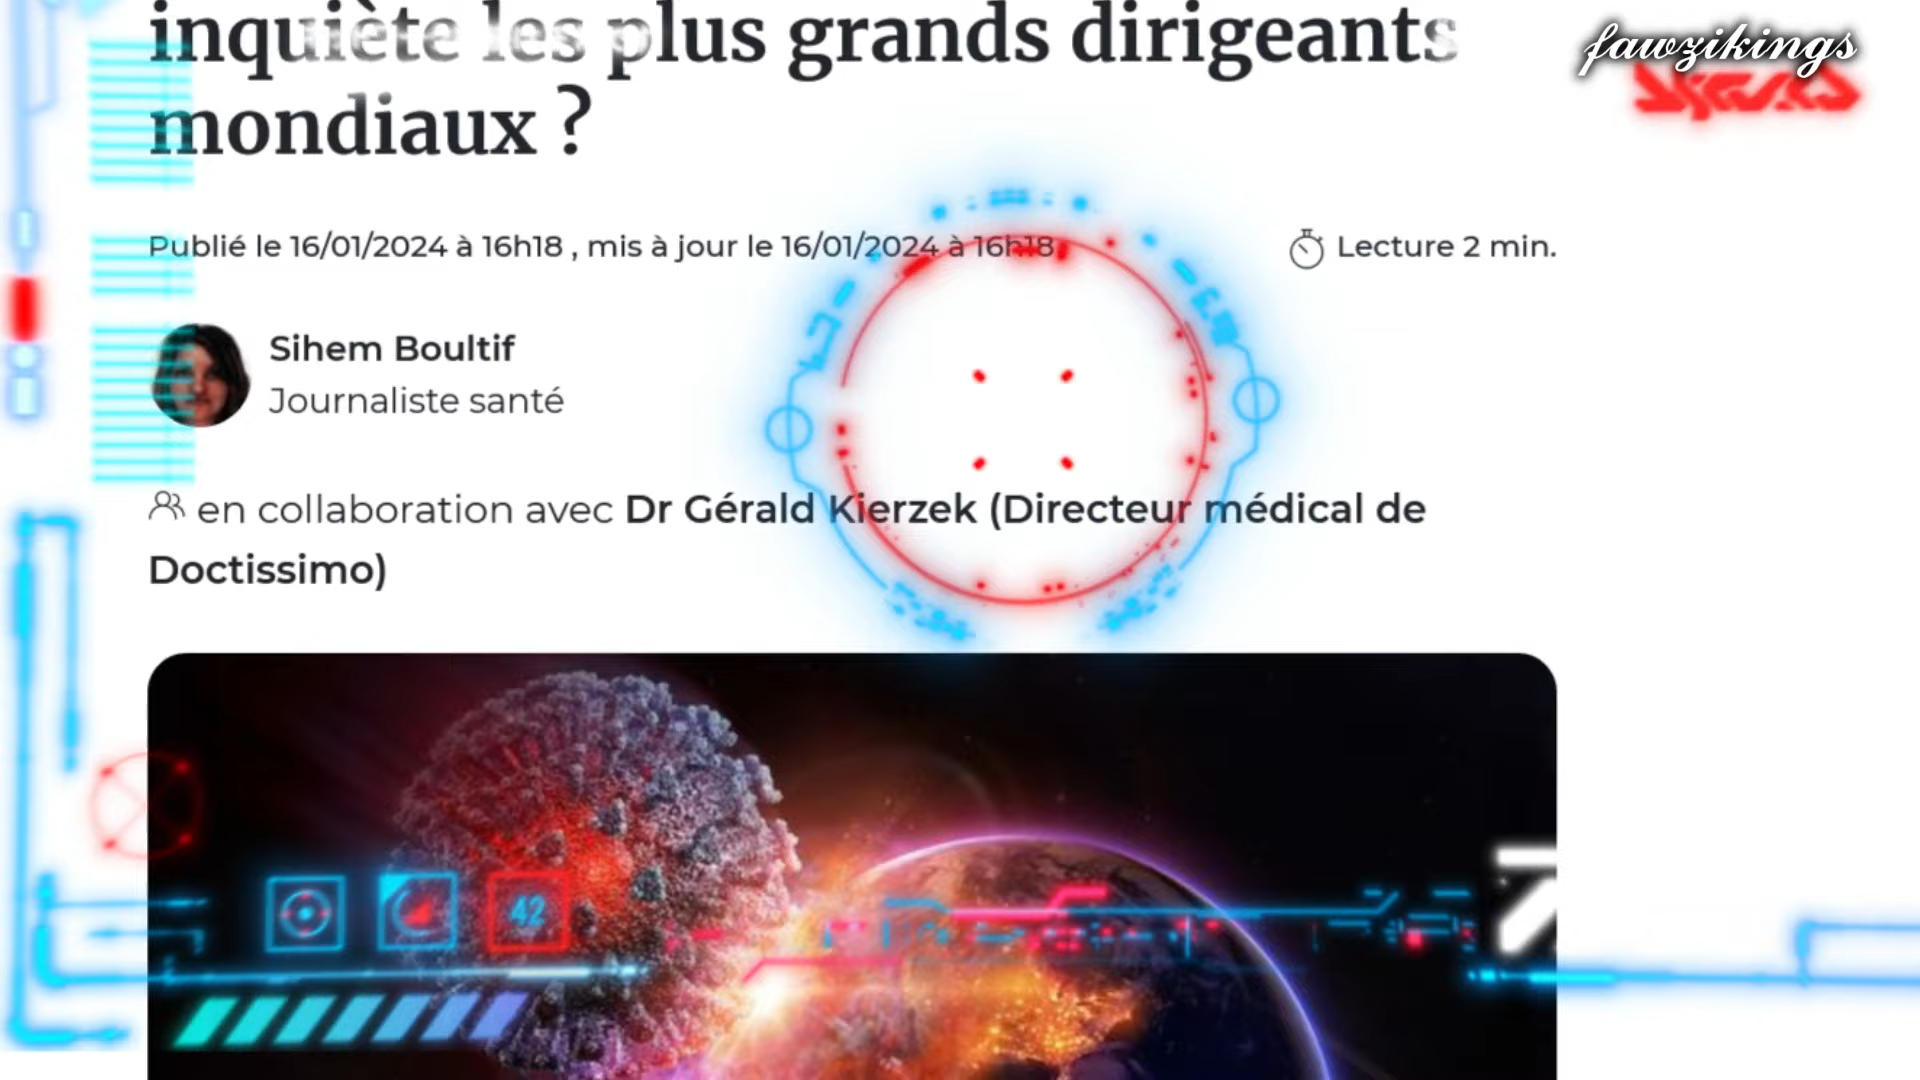 inquiète les plus grands dirigeants
mondiaux ?
fawzikings
Publié le 16/01/2024 à 16h18 , mis à jour le 16/01/2024 à 16h18
Lecture 2 min.
Sihem Boultif
Journaliste santé
en collaboration avec Dr Gérald Kierzek (Directeur médical de
Doctissimo)
42